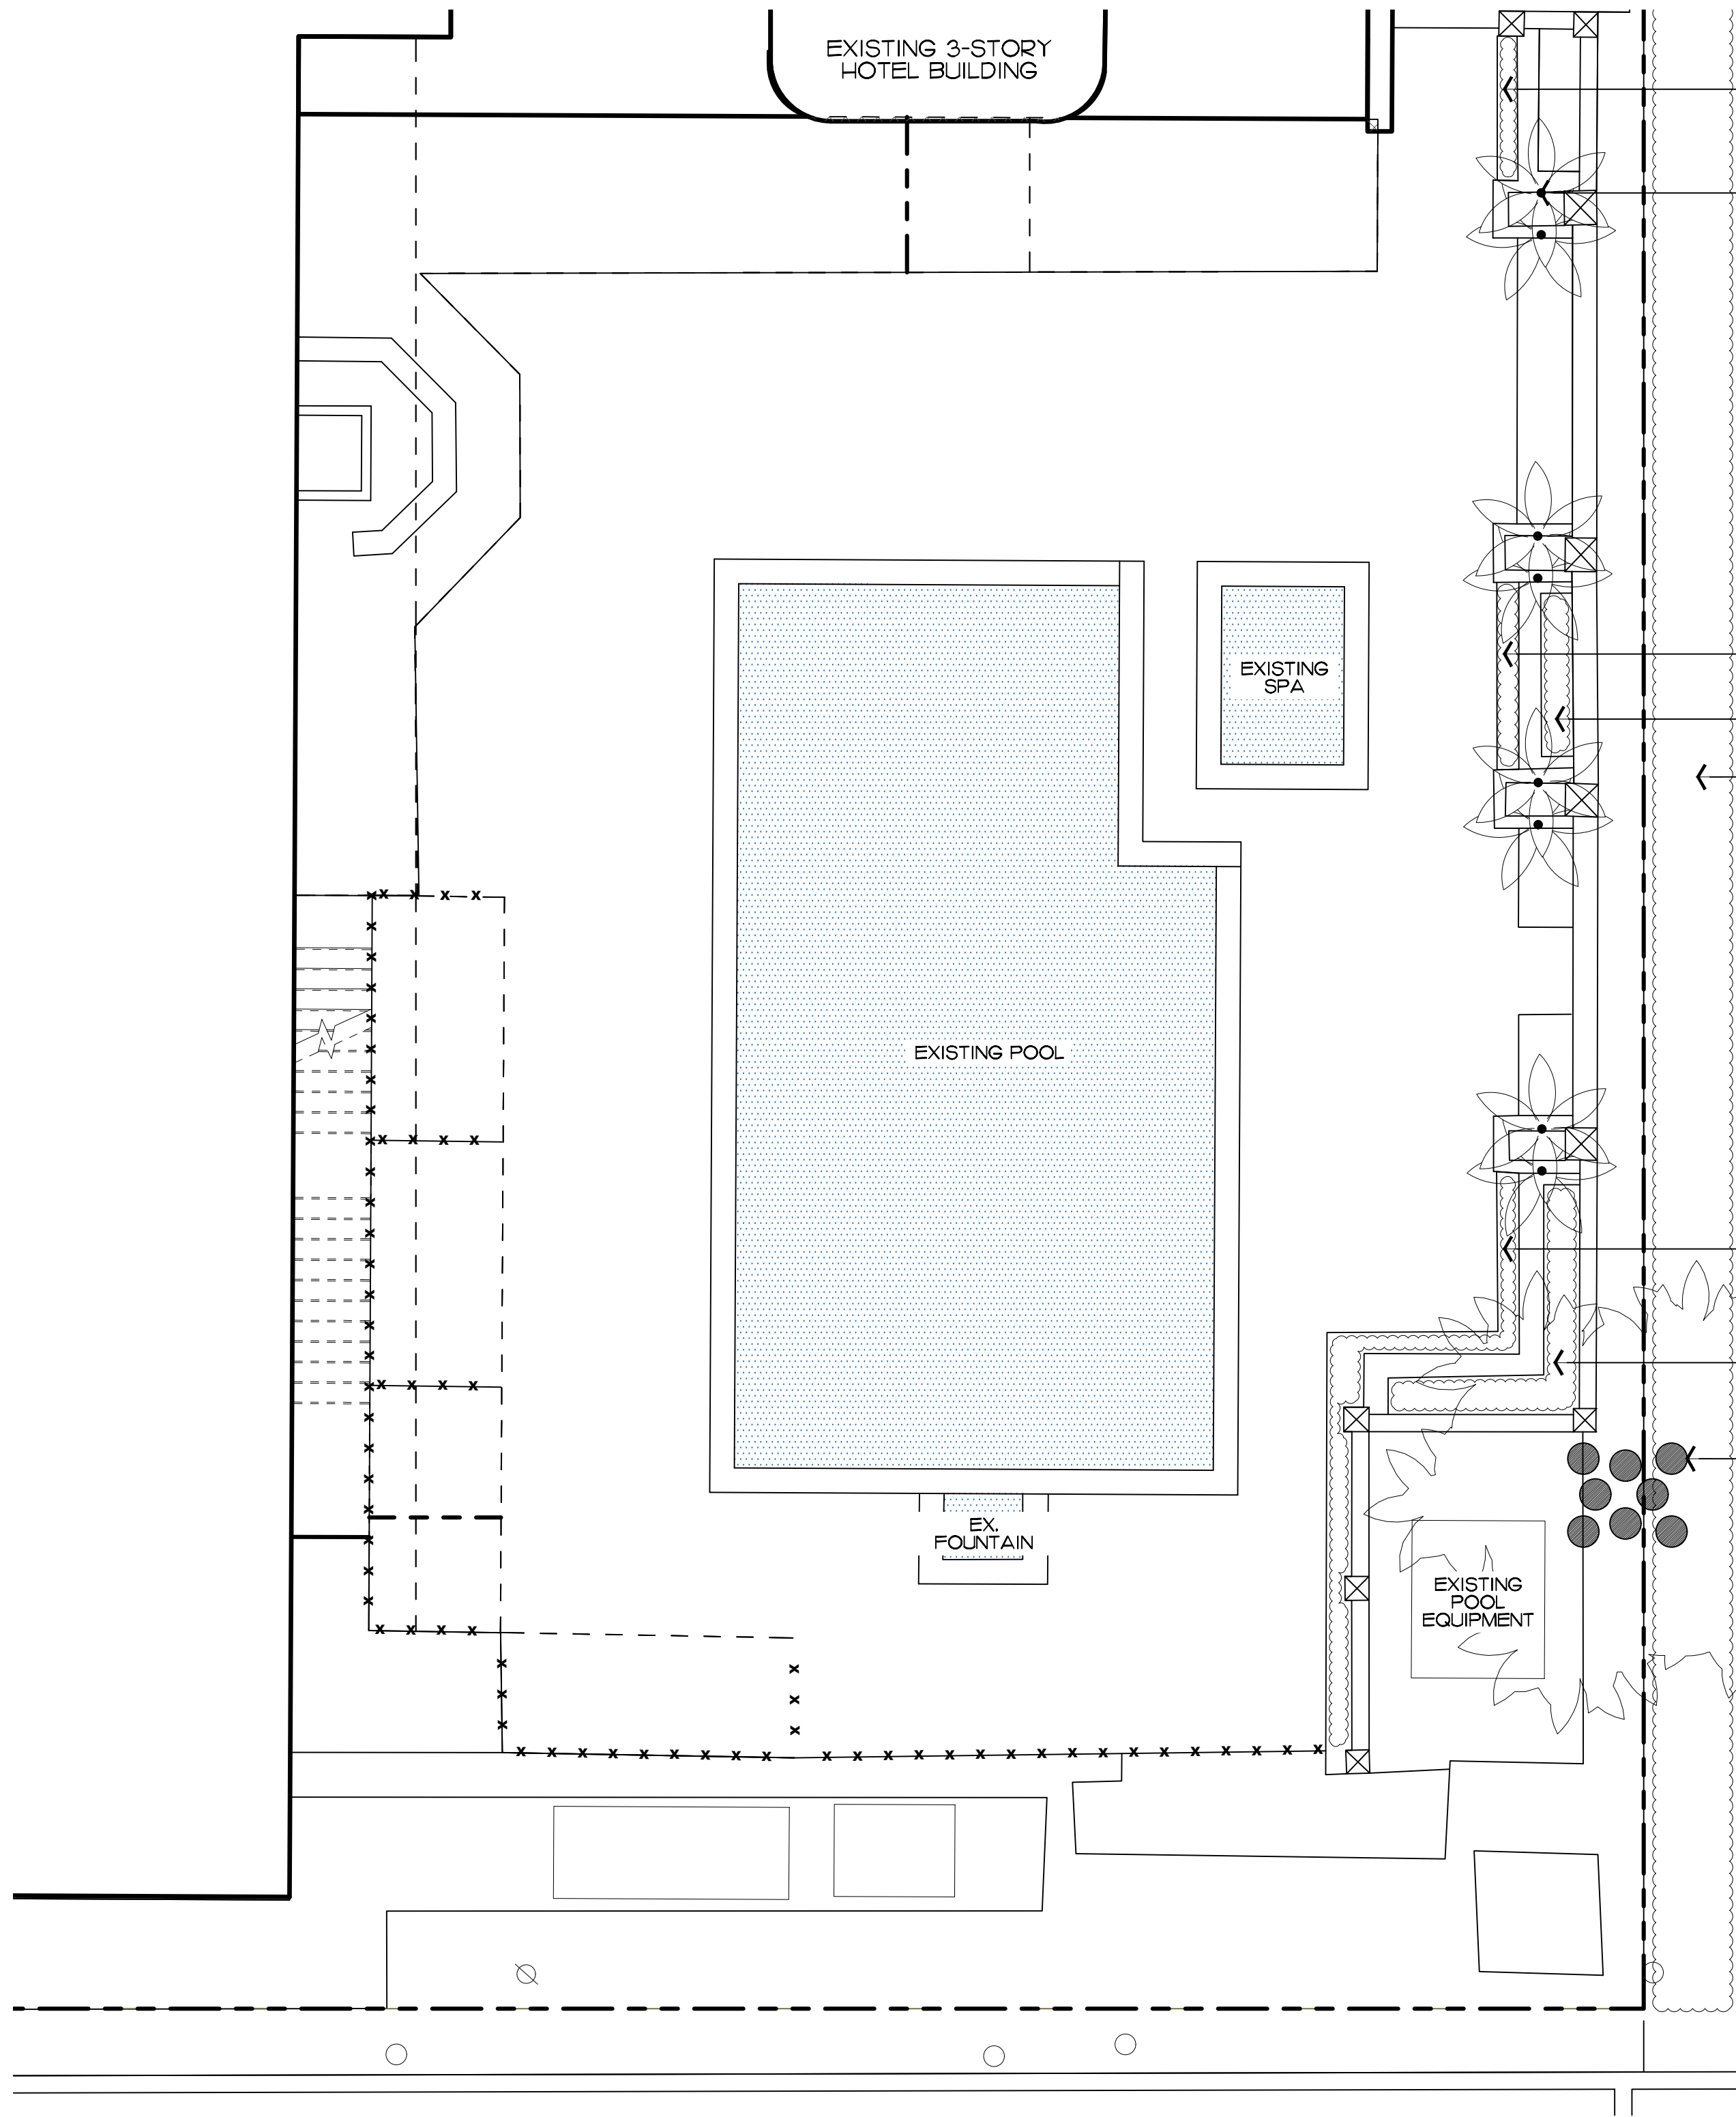 EXISTING 3-STORY
HOTEL BUILDING
EXISTING
SPA
EXISTING POOL
EX.
FOUNTAIN
EXISTING
POOL
EQUIPMENT